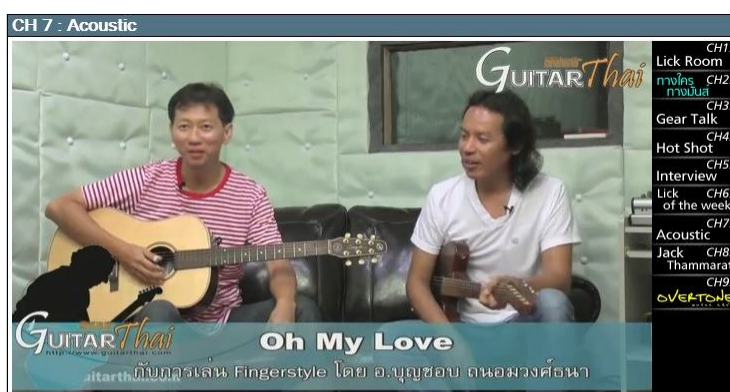 CH 7 : Acoustic
GUITARThai
CH1
Lick Room
ทางใคร CH2
ทางมันส์
CH3
Gear Talk
CH4
Hot Shot
CH5
Interview
Lick CH6
of the week
CH7
Acoustic
Jack CH8
Thammarat
CH9
OVERTONE
GUITARThai
http://www.guitarthai.com
Oh My Love
กับการเล่น Fingerstyle โดย อ.บุญชอบ ถนอมวงศ์ธนา